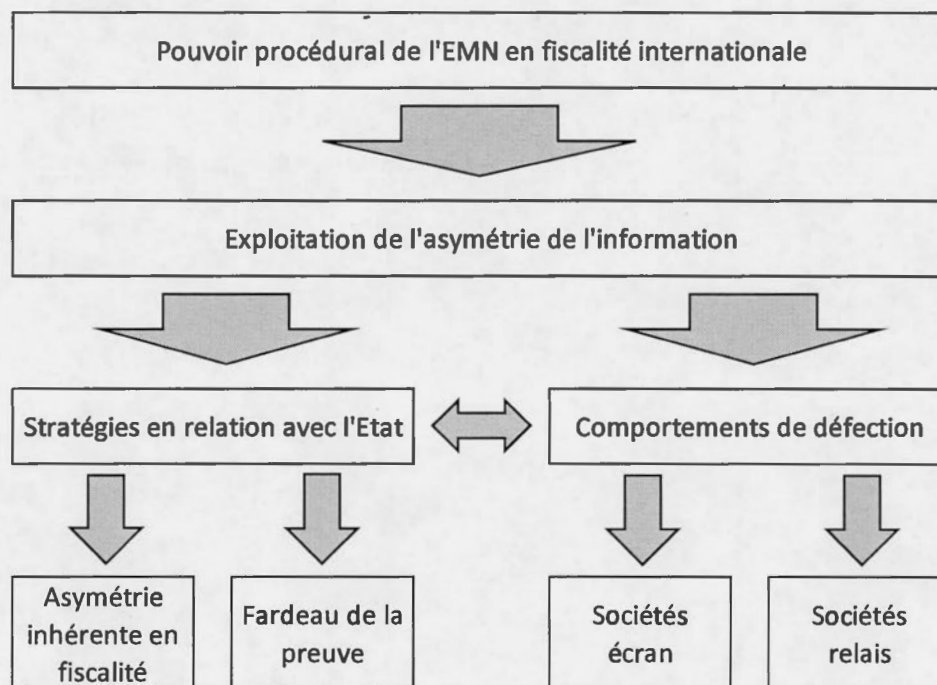 Pouvoir procédural de l'EMN en fiscalité internationale
Exploitation de l'asymétrie de l'information
Stratégies en relation avec l'Etat
Comportements de défection
Asymétrie
inhérente en
fiscalité
Fardeau de la
preuve
Sociétés
écran
Sociétés
relais